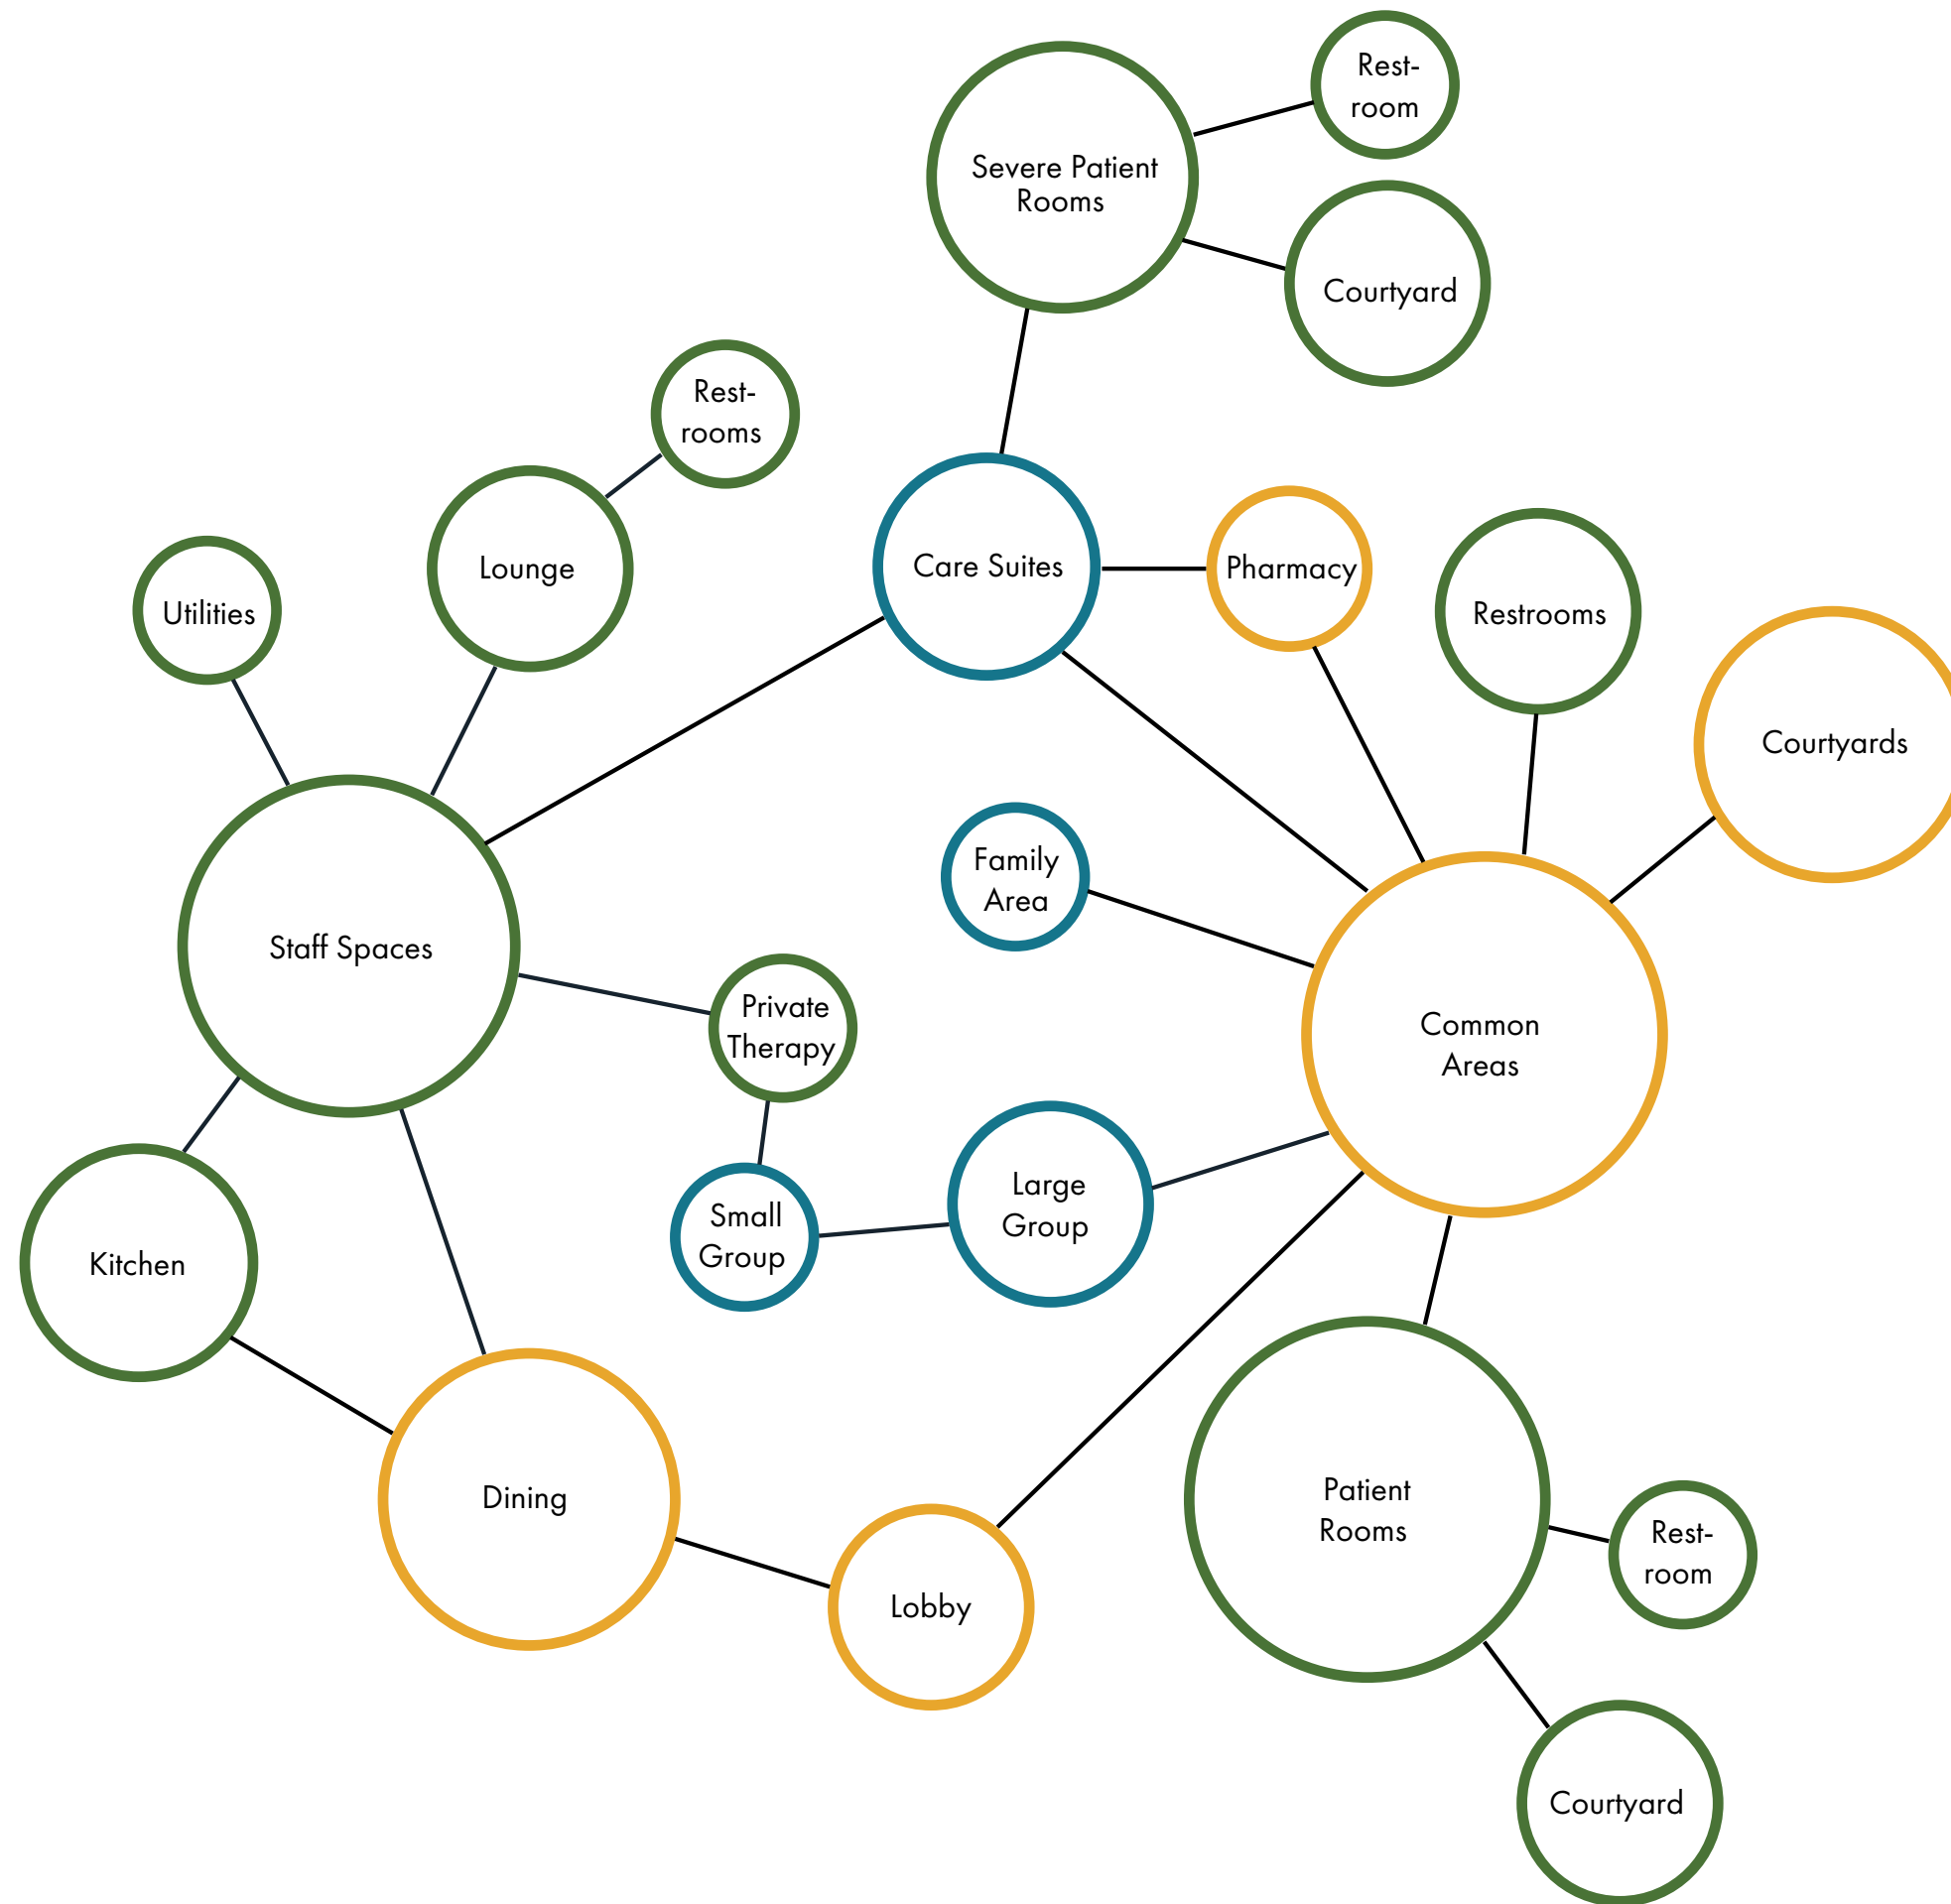 Rest-
room
Severe Patient
Rooms
Courtyard
Rest-
rooms
Lounge
Utilities
Care Suites
Pharmacy
Restrooms
Courtyards
Family
Area
Staff Spaces
Private
Therapy
Common
Areas
Large
Group
Small
Group
Kitchen
Dining
Patient
Rooms
Rest-
room
Lobby
Courtyard